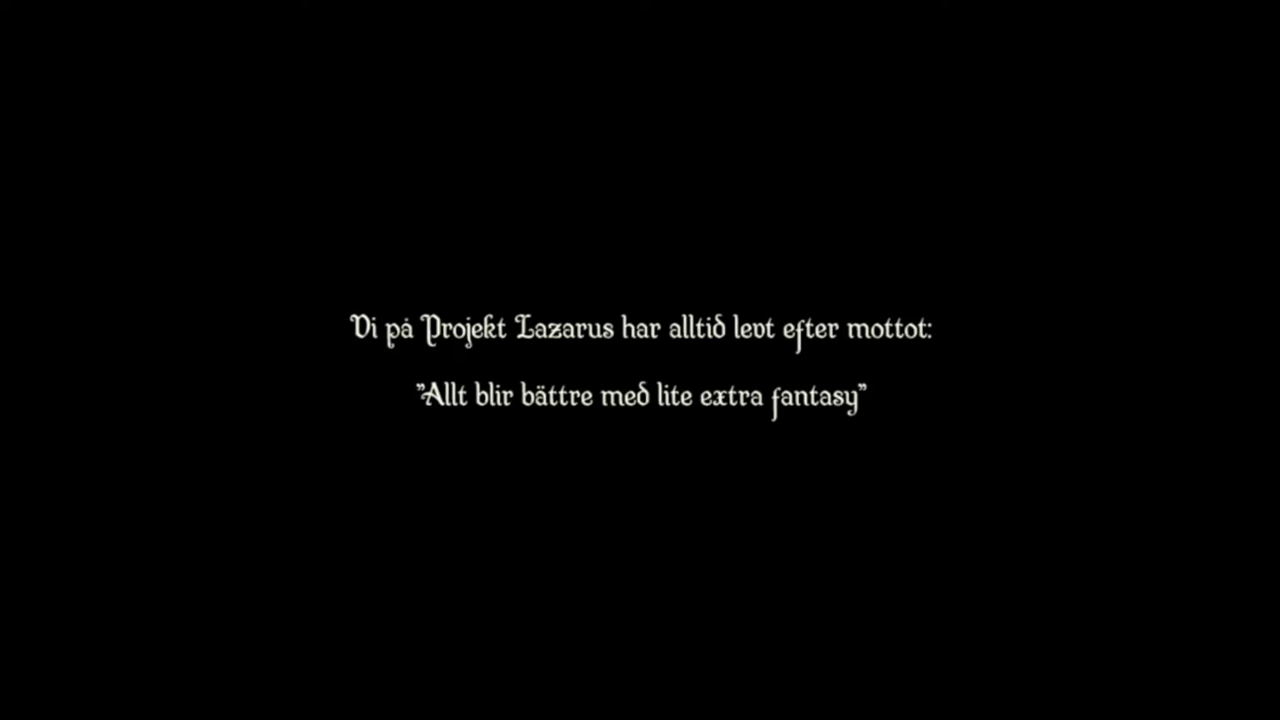 Vi på Projekt Lazarus har alltid levt efter mottot:
”Allt blir bättre med lite extra fantasy”